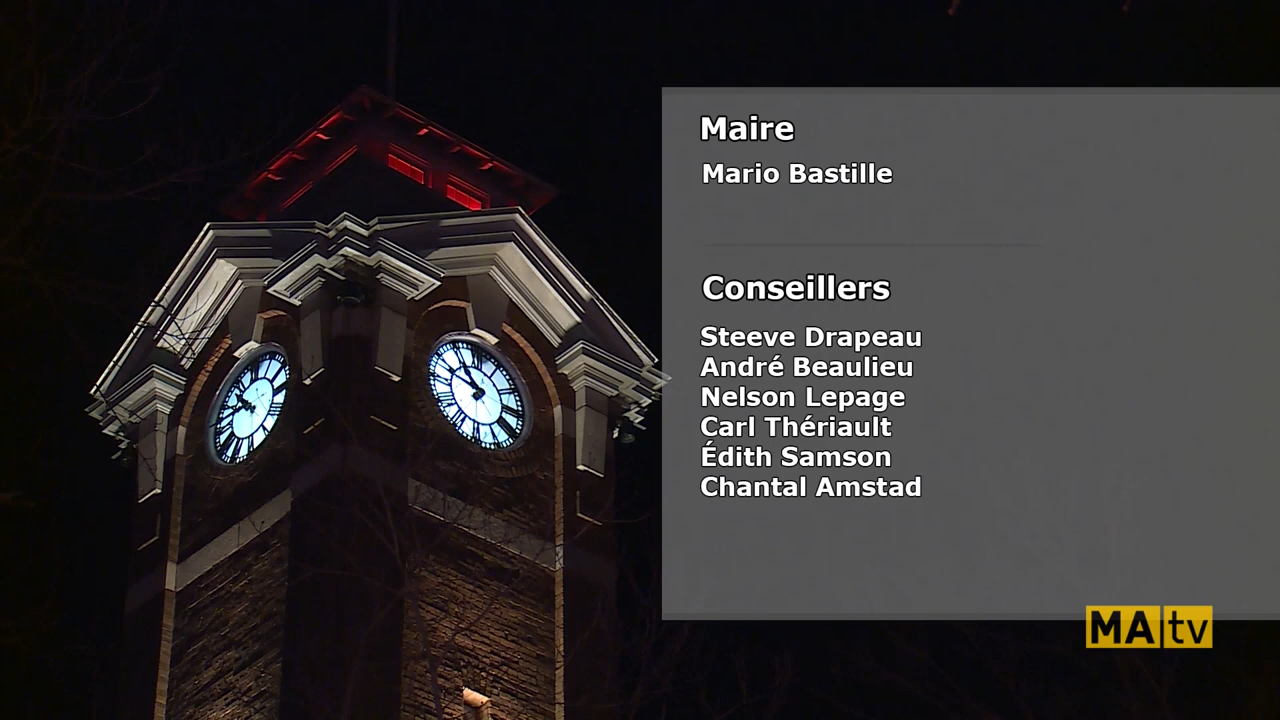 Maire
Mario Bastille
Conseillers
Steeve Drapeau
André Beaulieu
Nelson Lepage
Carl Thériault
Édith Samson
Chantal Amstad
MAtv